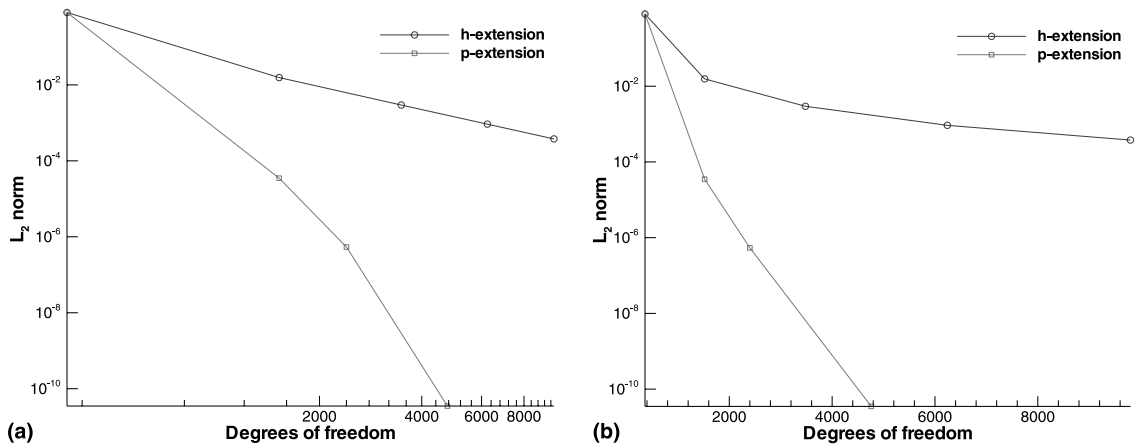 h-extension
p-extension
10-2
10-4
10-6
10-8
10-10
L2 norm
2000 4000 6000 8000
Degrees of freedom
(a)
h-extension
p-extension
10-2
10-4
10-6
10-8
10-10
L2 norm
2000 4000 6000 8000
Degrees of freedom
(b)